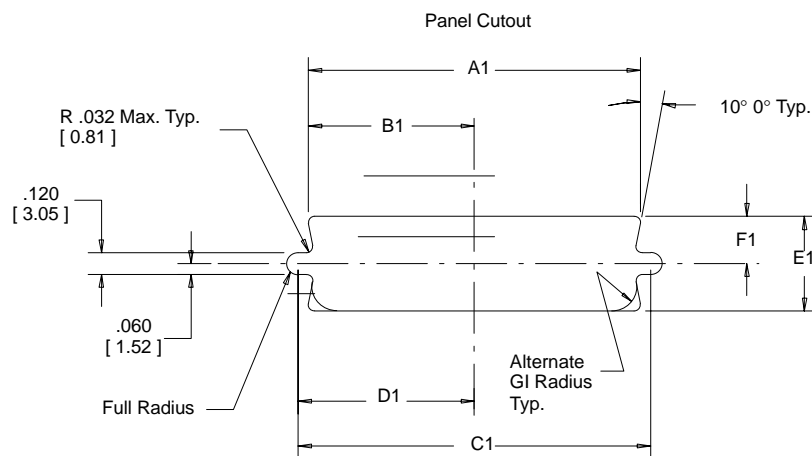 Panel Cutout
A1
10° 0° Typ.
R .032 Max. Typ.
[ 0.81 ]
B1
.120
[ 3.05 ]
F1
E1
.060
[ 1.52 ]
Alternate
GI Radius
Typ.
Full Radius
D1
C1